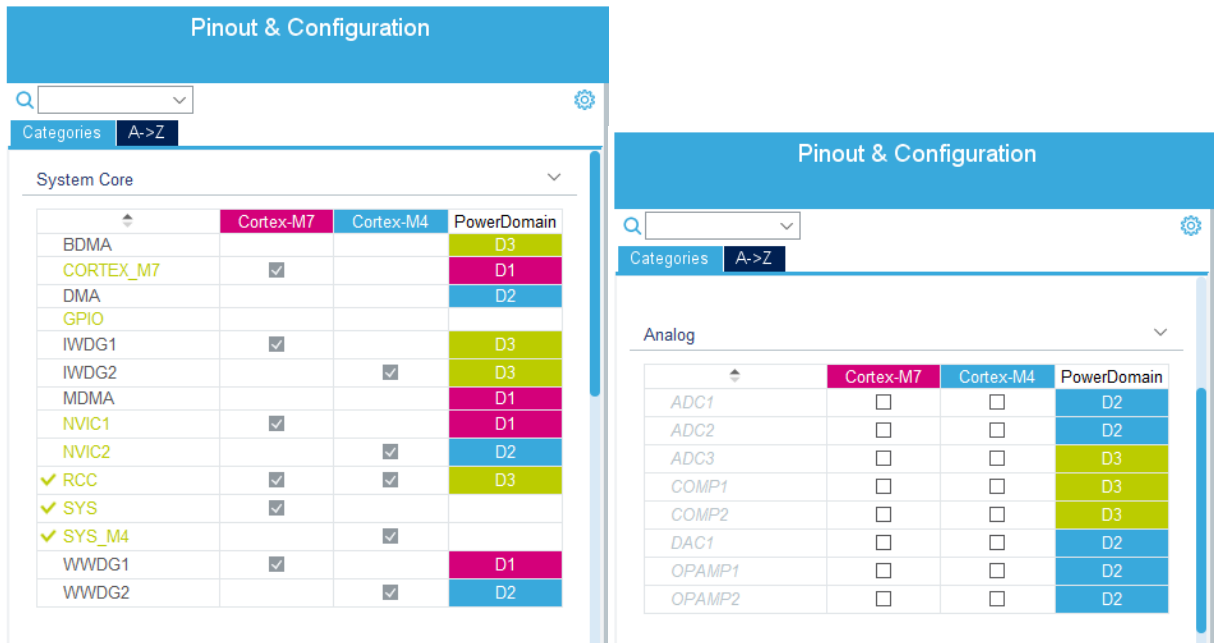 Pinout & Configuration
Categories A->Z
System Core
Cortex-M7 Cortex-M4 PowerDomain
BDMA D3
CORTEX_M7 D1
DMA D2
GPIO
IWDG1 D3
IWDG2 D3
MDMA D1
NVIC1 D1
NVIC2 D2
RCC D3
SYS
SYS_M4
WWDG1 D1
WWDG2 D2
Pinout & Configuration
Categories A->Z
Analog
Cortex-M7 Cortex-M4 PowerDomain
ADC1 D2
ADC2 D2
ADC3 D3
COMP1 D3
COMP2 D3
DAC1 D2
OPAMP1 D2
OPAMP2 D2